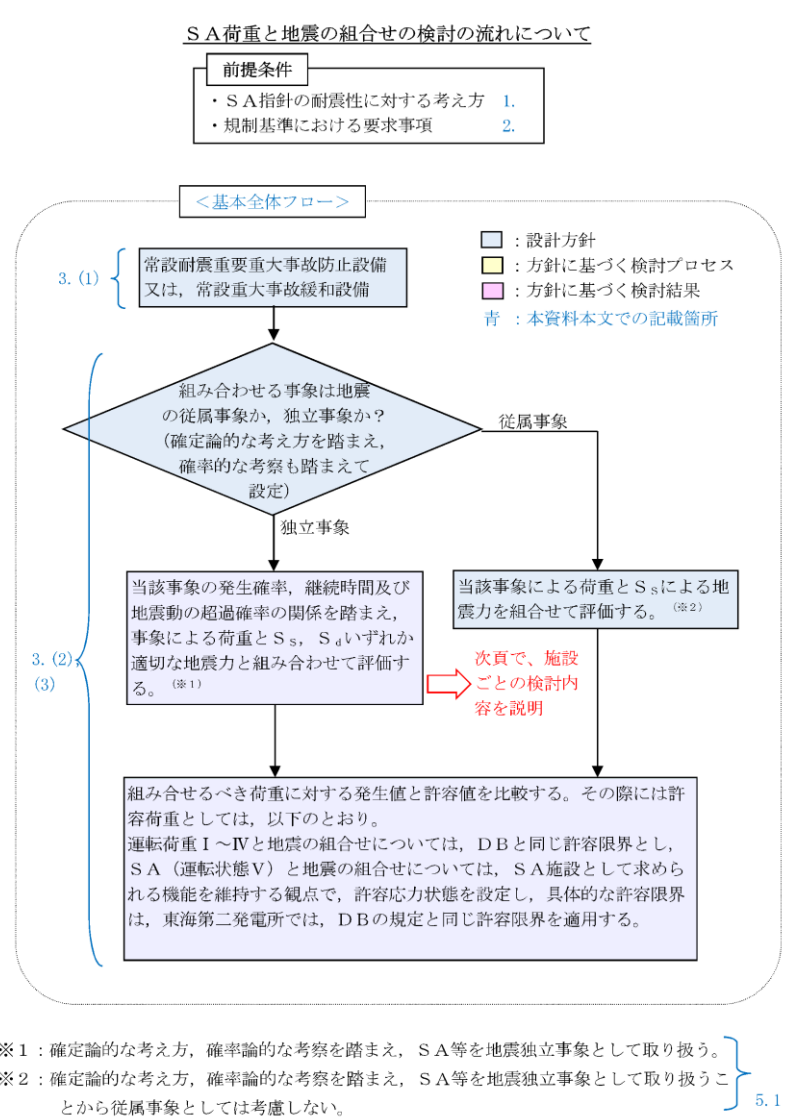 ＳＡ荷重と地震の組合せの検討の流れについて
前提条件
・ＳＡ指針の耐震性に対する考え方 1.
・規制基準における要求事項 2.
＜基本全体フロー＞
：設計方針
：方針に基づく検討プロセス
：方針に基づく検討結果
青 ：本資料本文での記載箇所
3. (1)
常設耐震重要重大事故防止設備
又は，常設重大事故緩和設備
組み合わせる事象は地震
の従属事象か，独立事象か？
（確定論的な考え方を踏まえ，
確率的な考察も踏まえて
設定）
従属事象
独立事象
3. (2)
(3)
当該事象の発生確率，継続時間及び
地震動の超過確率の関係を踏まえ，
事象による荷重とＳｓ，Ｓｄいずれか
適切な地震力と組み合わせて評価す
る。（※１）
当該事象による荷重とＳｓによる地
震力を組合せて評価する。（※２）
次頁で、施設
ごとの検討内
容を説明
組み合せるべき荷重に対する発生値と許容値を比較する。その際には許
容荷重としては，以下のとおり。
運転荷重Ⅰ～Ⅳと地震の組合せについては，ＤＢと同じ許容限界とし，
ＳＡ（運転状態Ⅴ）と地震の組合せについては，ＳＡ施設として求めら
れる機能を維持する観点で，許容応力状態を設定し，具体的な許容限界
は，東海第二発電所では，ＤＢの規定と同じ許容限界を適用する。
※１：確定論的な考え方，確率論的な考察を踏まえ，ＳＡ等を地震独立事象として取り扱う。
※２：確定論的な考え方，確率論的な考察を踏まえ，ＳＡ等を地震独立事象として取り扱うこ
とから従属事象としては考慮しない。
5.1